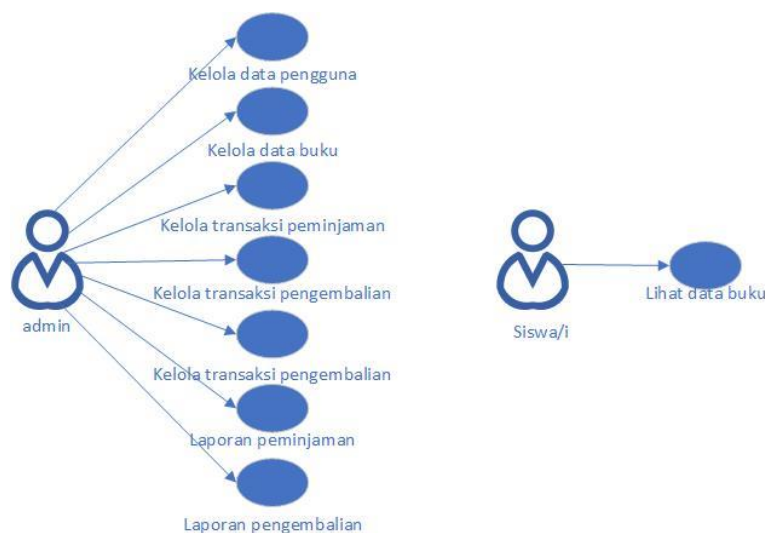 Kelola data pengguna
Kelola data buku
Kelola transaksi peminjaman
Kelola transaksi pengembalian
admin
Kelola transaksi pengembalian
Laporan peminjaman
Laporan pengembalian
Siswa/i
Lihat data buku